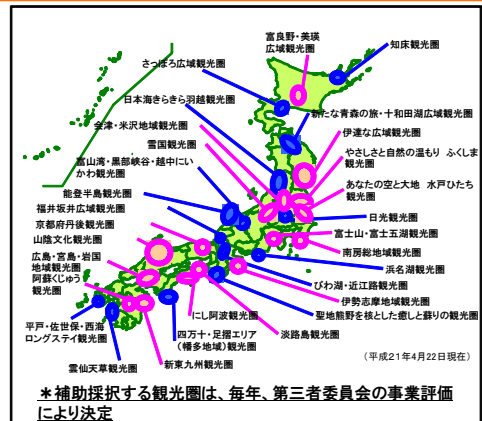 富良野・美瑛
広域観光圏
知床観光圏
さっぽろ広域観光圏
日本海きらきら羽越観光圏
新たな青森の旅・十和田湖広域観光圏
会津・米沢地域観光圏
伊達な広域観光圏
雪国観光圏
やさしさと自然の温もり ふくしま
観光圏
富山湾・黒部峡谷・越中にい
かわ観光圏
あなたの空と大地 水戸ひたち
観光圏
能登半島観光圏
日光観光圏
福井坂井広域観光圏
富士山・富士五湖観光圏
京都府丹後観光圏
南房総地域観光圏
山陰文化観光圏
浜名湖観光圏
広島・宮島・岩国
地域観光圏
びわ湖・近江路観光圏
阿蘇くじゅう
観光圏
伊勢志摩地域観光圏
にし阿波観光圏
聖地熊野を核とした癒しと蘇りの観光圏
平戸・佐世保・西海
ロングステイ観光圏
四万十・足摺エリア
(幡多地域)観光圏
淡路島観光圏
雲仙天草観光圏
新東九州観光圏
(平成21年4月22日現在)
＊補助採択する観光圏は、毎年、第三者委員会の事業評価
により決定